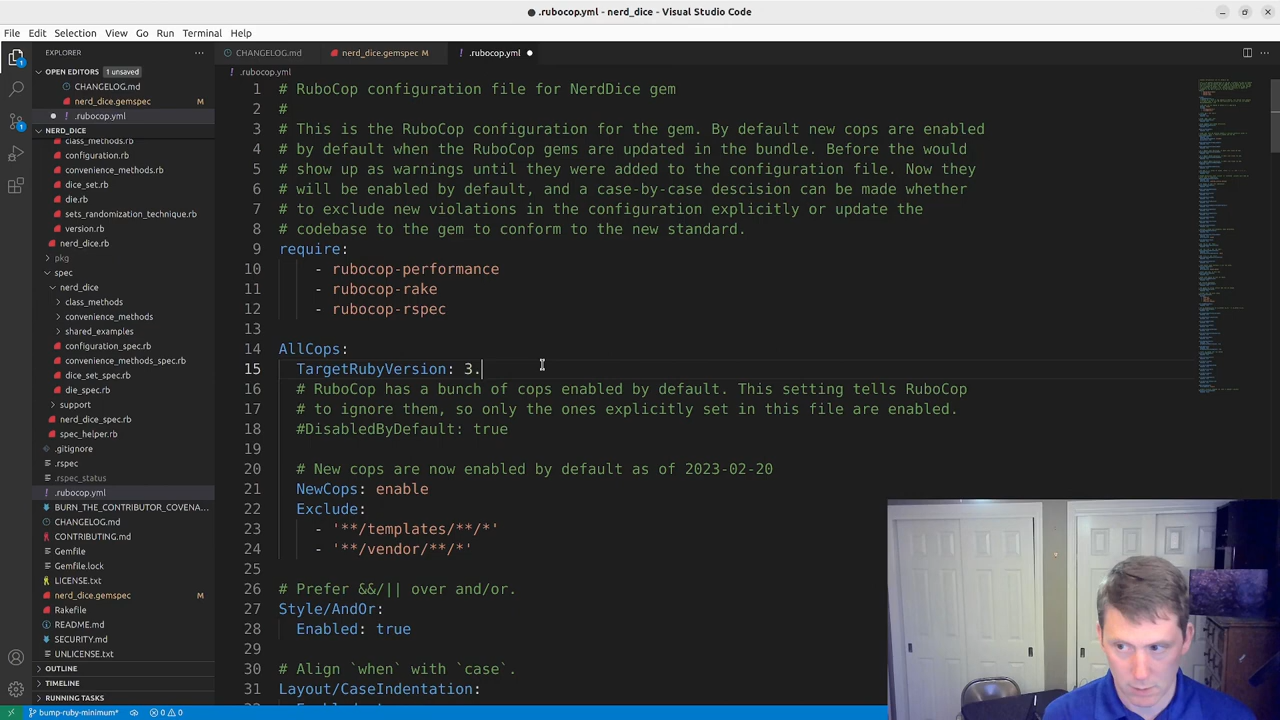 .rubocop.yml - nerd_dice - Visual Studio Code
File Edit Selection View Go Run Terminal Help
EXPLORER
CHANGELOG.md
nerd_dice.gemspec M
.rubocop.yml
OPEN EDITORS 1 unsaved
CHANGELOG.md
nerd_dice.gemspec M
.rubocop.yml
NERD_DICE
class_methods.rb
configuration.rb
convenience_methods.rb
dice_set.rb
die.rb
sets_randomization_technique.rb
version.rb
nerd_dice.rb
pkg
spec
nerd_dice
class_methods
convenience_methods
shared_examples
configuration_spec.rb
convenience_methods_spec.rb
dice_set_spec.rb
die_spec.rb
support
nerd_dice_spec.rb
spec_helper.rb
.gitignore
.rspec
.rspec_status
.rubocop.yml
BURN_THE_CONTRIBUTOR_COVENA...
CHANGELOG.md
CONTRIBUTING.md
Gemfile
Gemfile.lock
LICENSE.txt
nerd_dice.gemspec M
Rakefile
README.md
SECURITY.md
UNLICENSE.txt
OUTLINE
TIMELINE
RUNNING TASKS
.rubocop.yml
1 # RuboCop configuration file for NerdDice gem
2 #
3 # This is the RuboCop configuration for the gem. By default new cops are enabled
4 # by default when the RuboCop gems are updated in the bundle. Before the would
5 # show up as warnings until they were added to the configuration file. Now they
6 # will be enabled by default, and a case-by-case descision can be made whether
7 # to exclude new violations in the configuration explicitly or update the
8 # codebase to the gem to conform to the new standard.
9 require:
10 - rubocop-performance
11 - rubocop-rake
12 - rubocop-rspec
13
14 AllCops:
15 TargetRubyVersion: 3.
16 # RuboCop has a bunch of cops enabled by default. This setting tells RuboCop
17 # to ignore them, so only the ones explicitly set in this file are enabled.
18 #DisabledByDefault: true
19
20 # New cops are now enabled by default as of 2023-02-20
21 NewCops: enable
22 Exclude:
23 - '**/templates/**/*'
24 - '**/vendor/**/*'
25
26 # Prefer &&/|| over and/or.
27 Style/AndOr:
28 Enabled: true
29
30 # Align `when` with `case`.
31 Layout/CaseIndentation:
bump-ruby-minimum* 0 0